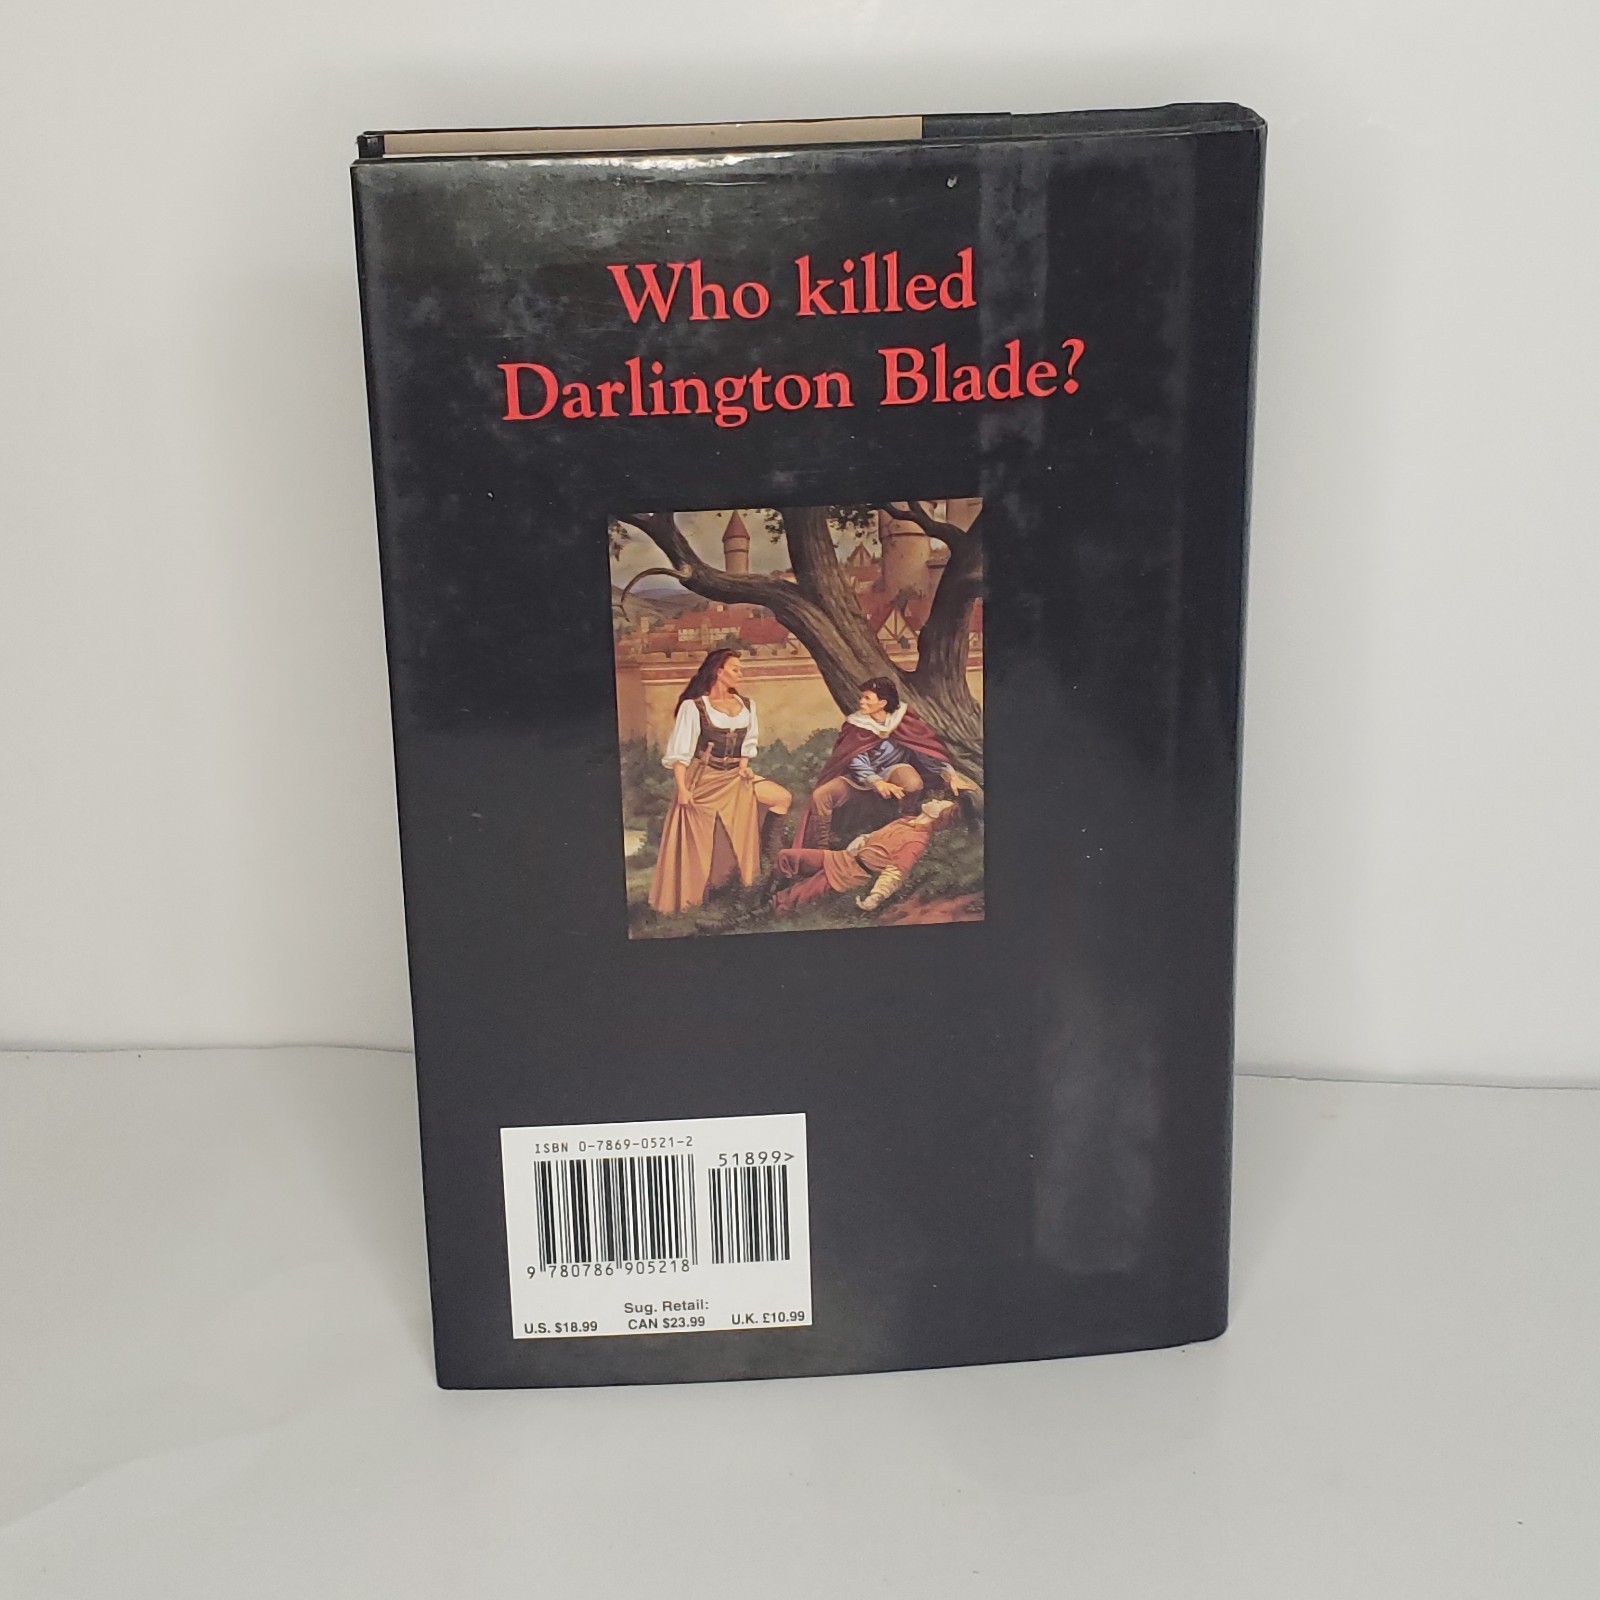 Who killed
Darlington Blade?
ISBN 0-7869-0521-2
51899>
9 780786 905218
Sug. Retail:
U.S. $18.99 CAN $23.99 U.K. £10.99